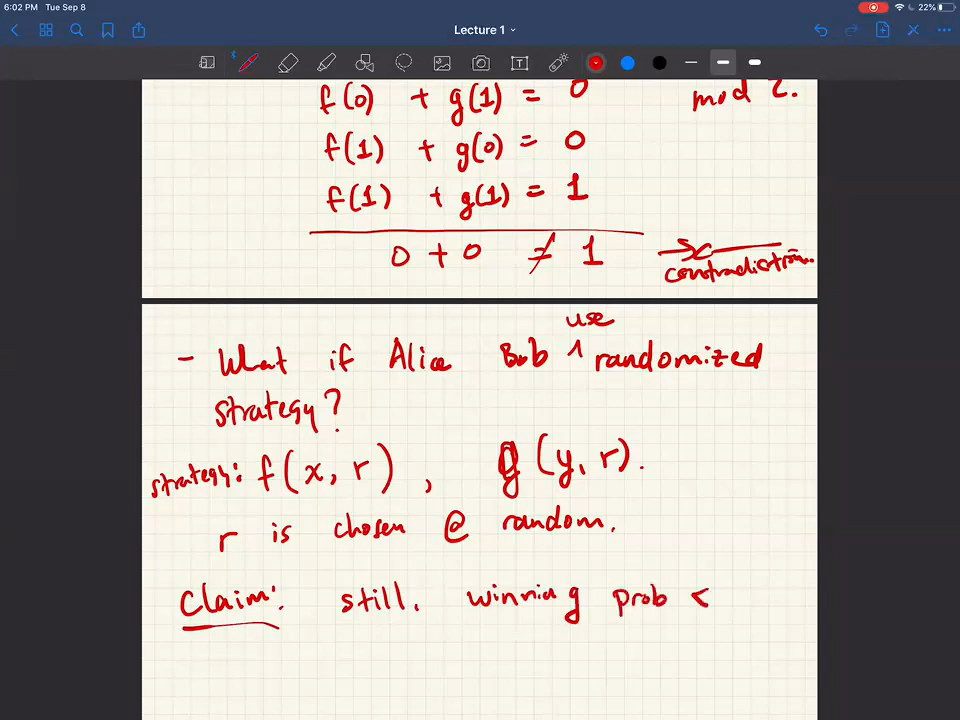 6:02 PM Tue Sep 8
22%
Lecture 1
f(0) + g(1) = 0
mod 2.
f(1) + g(0) = 0
f(1) + g(1) = 1
0 + 0 ≠ 1
contradiction.
use
- What if Alice Bob ^ randomized
strategy?
strategy: f(x, r), g(y, r).
r is chosen @ random.
Claim: still. winning prob <